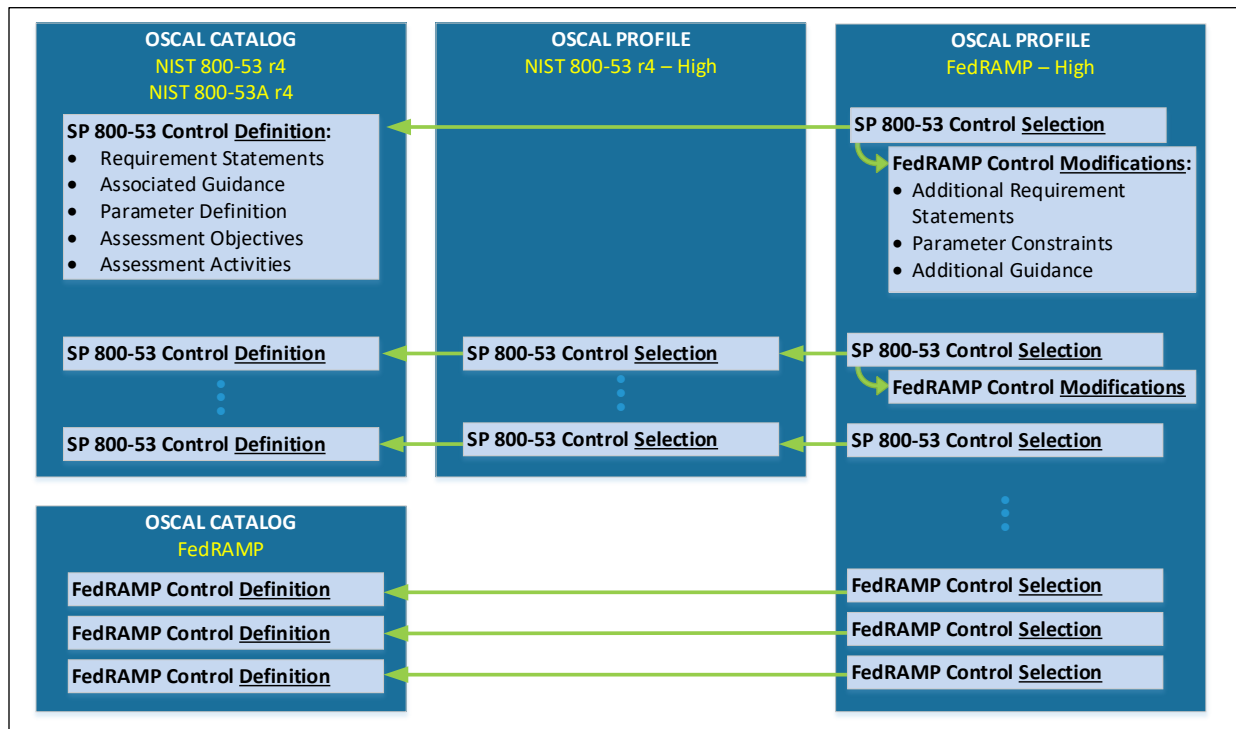 OSCAL CATALOG
NIST 800-53 r4
NIST 800-53A r4
SP 800-53 Control Definition:
• Requirement Statements
• Associated Guidance
• Parameter Definition
• Assessment Objectives
• Assessment Activities
SP 800-53 Control Definition
SP 800-53 Control Definition
OSCAL PROFILE
NIST 800-53 r4 – High
SP 800-53 Control Selection
SP 800-53 Control Selection
OSCAL PROFILE
FedRAMP – High
SP 800-53 Control Selection
FedRAMP Control Modifications:
• Additional Requirement
Statements
• Parameter Constraints
• Additional Guidance
SP 800-53 Control Selection
FedRAMP Control Modifications
SP 800-53 Control Selection
FedRAMP Control Selection
FedRAMP Control Selection
FedRAMP Control Selection
OSCAL CATALOG
FedRAMP
FedRAMP Control Definition
FedRAMP Control Definition
FedRAMP Control Definition